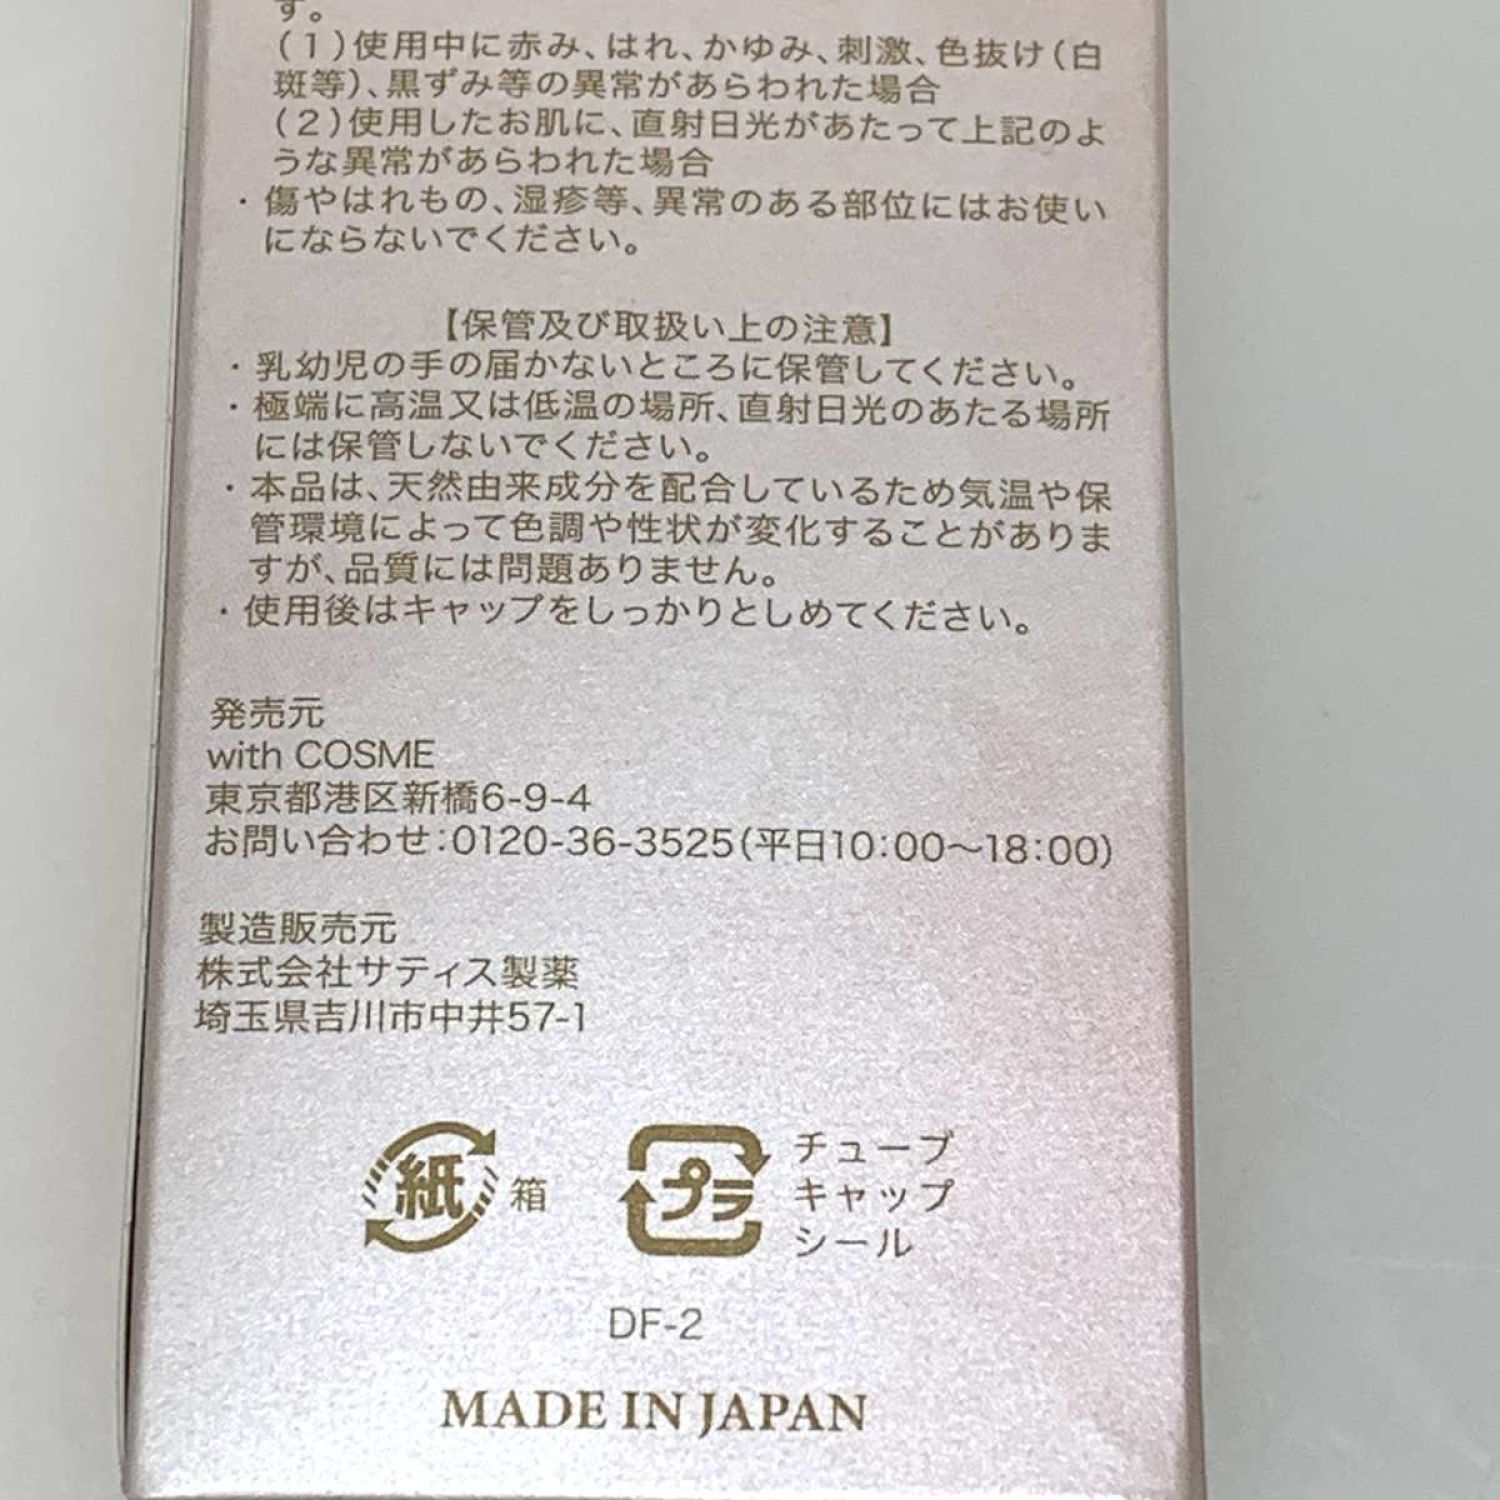 す。
(1)使用中に赤み、はれ、かゆみ、刺激、色抜け(白
斑等)、黒ずみ等の異常があらわれた場合
(2)使用したお肌に、直射日光があたって上記のよ
うな異常があらわれた場合
・傷やはれもの、湿疹等、異常のある部位にはお使い
にならないでください。
【保管及び取扱い上の注意】
・乳幼児の手の届かないところに保管してください。
・極端に高温又は低温の場所、直射日光のあたる場所
には保管しないでください。
・本品は、天然由来成分を配合しているため気温や保
管環境によって色調や性状が変化することがありま
すが、品質には問題ありません。
・使用後はキャップをしっかりとしめてください。
発売元
with COSME
東京都港区新橋6-9-4
お問い合わせ:0120-36-3525(平日10:00〜18:00)
製造販売元
株式会社サティス製薬
埼玉県吉川市中井57-1
紙 箱
プラ チューブ
キャップ
シール
DF-2
MADE IN JAPAN